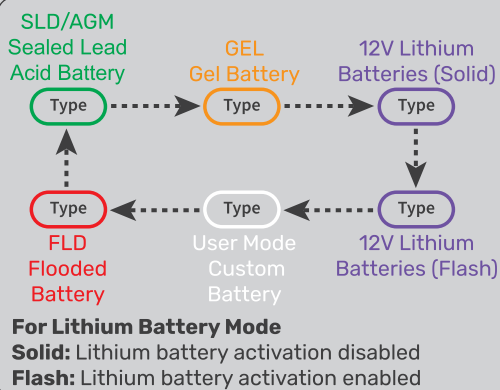 SLD/AGM
Sealed Lead
Acid Battery
GEL
Gel Battery
12V Lithium
Batteries (Solid)
Type
Type
Type
Type
Type
Type
FLD
Flooded
Battery
User Mode
Custom
Battery
12V Lithium
Batteries (Flash)
For Lithium Battery Mode
Solid: Lithium battery activation disabled
Flash: Lithium battery activation enabled